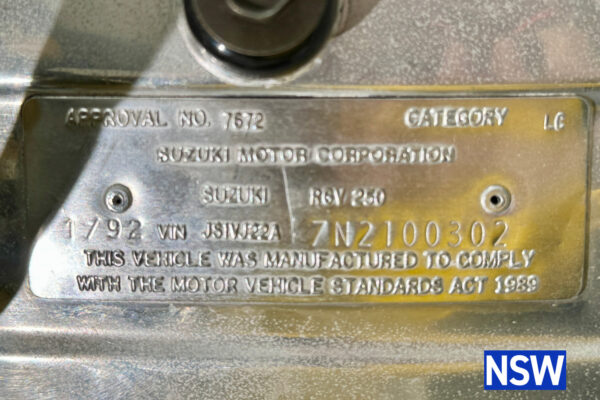 APPROVAL NO. 7672 CATEGORY LC
SUZUKI MOTOR CORPORATION
SUZUKI RGV 250
1/92 VIN JS1VJ22A 7N2100302
THIS VEHICLE WAS MANUFACTURED TO COMPLY
WITH THE MOTOR VEHICLE STANDARDS ACT 1989
NSW